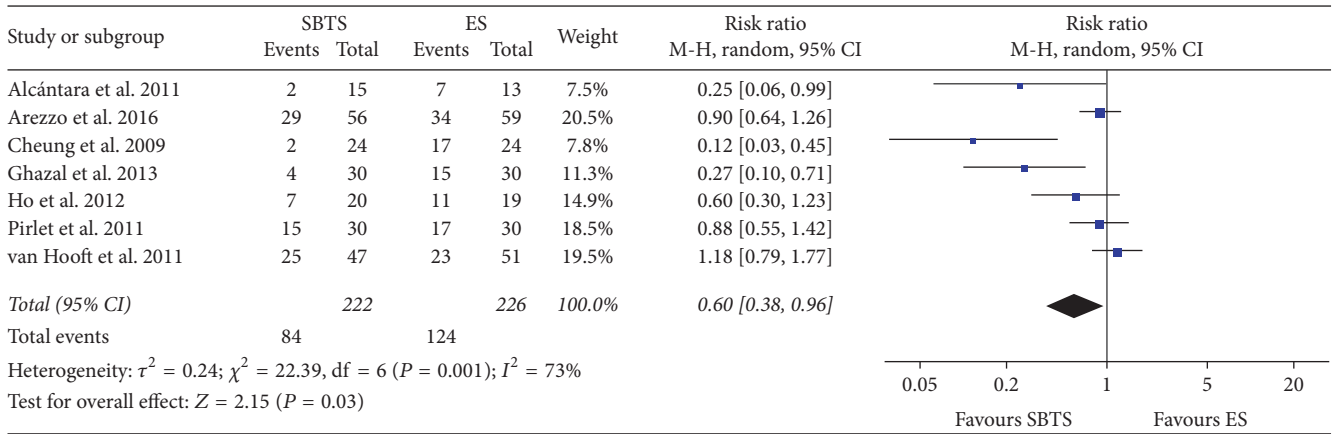 Study or subgroup SBTS ES Weight Risk ratio Risk ratio
Events Total Events Total M-H, random, 95% CI M-H, random, 95% CI
Alcántara et al. 2011 2 15 7 13 7.5% 0.25 [0.06, 0.99]
Arezzo et al. 2016 29 56 34 59 20.5% 0.90 [0.64, 1.26]
Cheung et al. 2009 2 24 17 24 7.8% 0.12 [0.03, 0.45]
Ghazal et al. 2013 4 30 15 30 11.3% 0.27 [0.10, 0.71]
Ho et al. 2012 7 20 11 19 14.9% 0.60 [0.30, 1.23]
Pirlet et al. 2011 15 30 17 30 18.5% 0.88 [0.55, 1.42]
van Hooft et al. 2011 25 47 23 51 19.5% 1.18 [0.79, 1.77]
Total (95% CI) 222 226 100.0% 0.60 [0.38, 0.96]
Total events 84 124
Heterogeneity: τ² = 0.24; χ² = 22.39, df = 6 (P = 0.001); I² = 73%
Test for overall effect: Z = 2.15 (P = 0.03)
0.05 0.2 1 5 20
Favours SBTS Favours ES